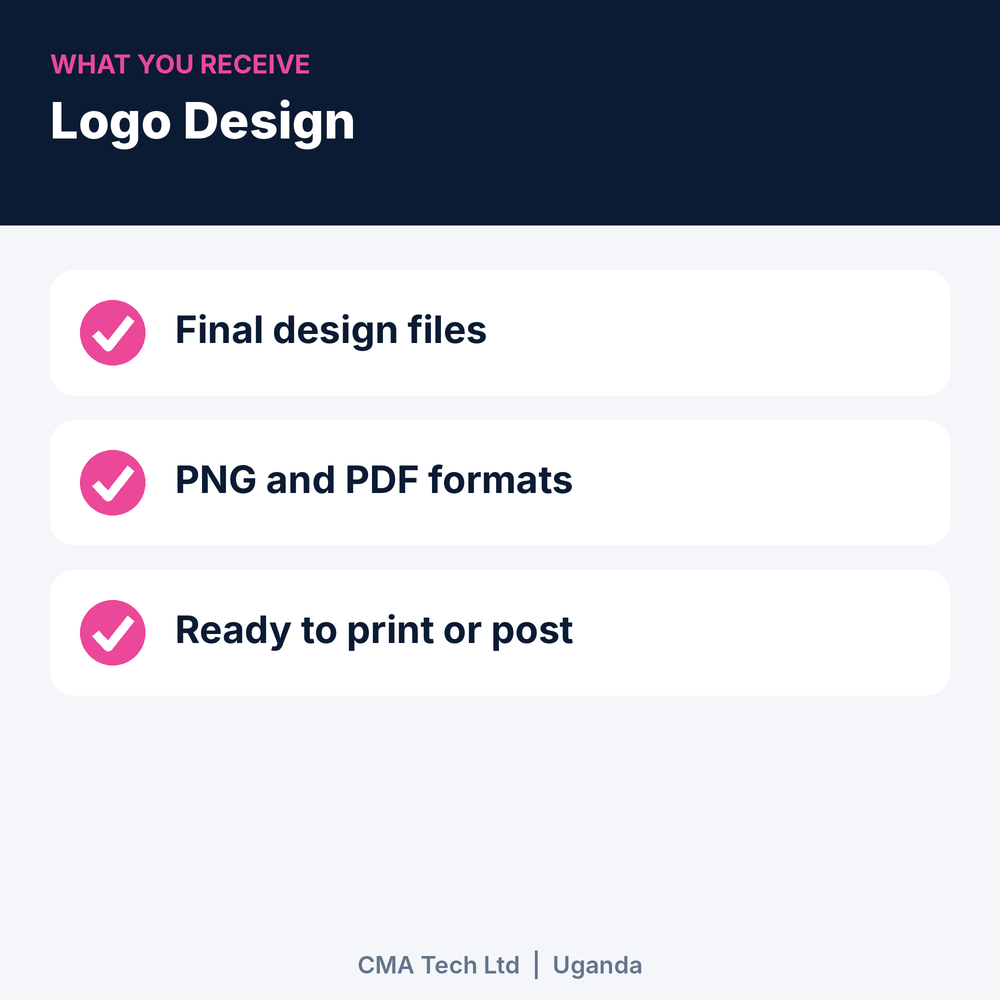 WHAT YOU RECEIVE
Logo Design
Final design files
PNG and PDF formats
Ready to print or post
CMA Tech Ltd | Uganda